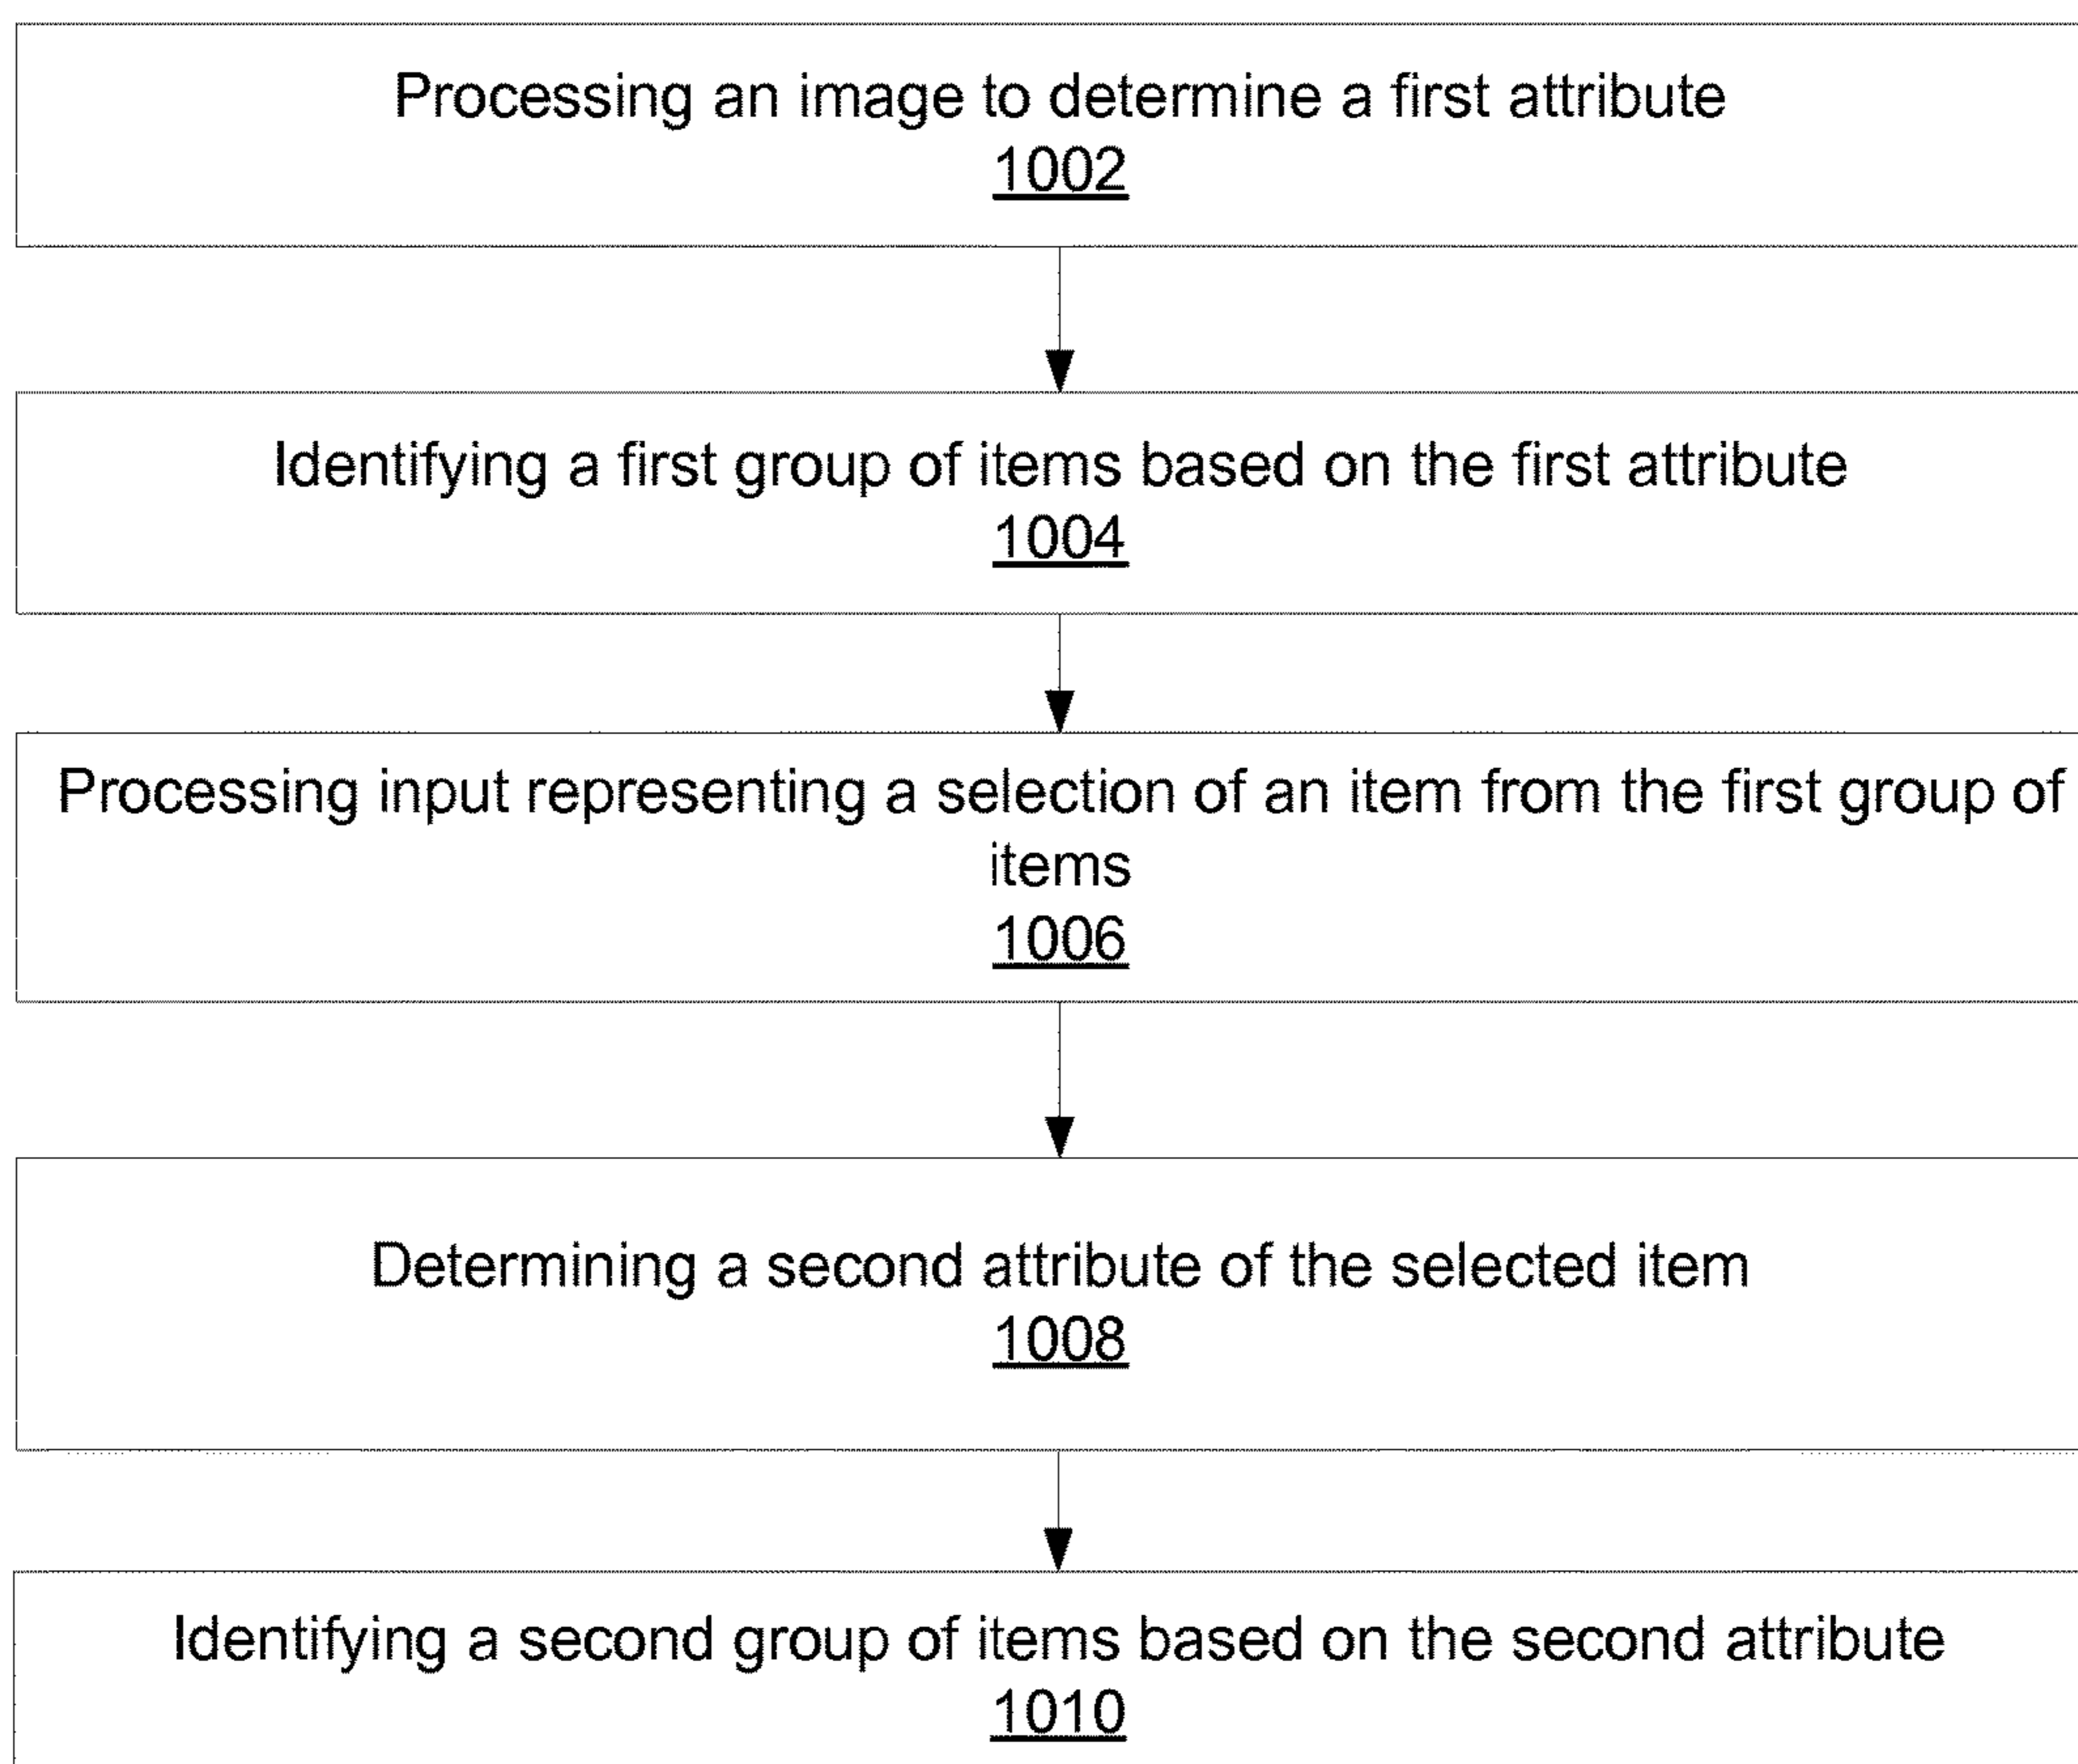 Processing an image to determine a first attribute
1002
Identifying a first group of items based on the first attribute
1004
Processing input representing a selection of an item from the first group of
items
1006
Determining a second attribute of the selected item
1008
Identifying a second group of items based on the second attribute
1010